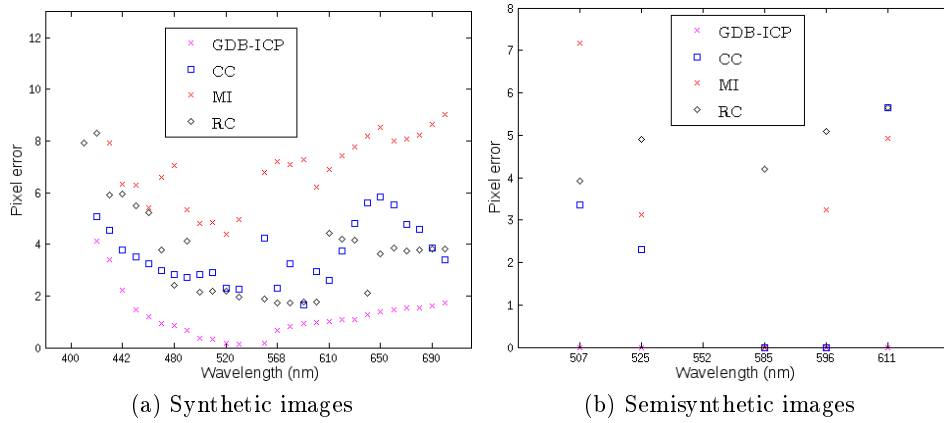 12
10
8
6
4
2
0
Pixel error
GDB-ICP
CC
MI
RC
400 442 480 520 568 610 650 690
Wavelength (nm)
(a) Synthetic images
8
7
6
5
4
3
2
1
0
Pixel error
GDB-ICP
CC
MI
RC
507 525 552 585 596 611
Wavelength (nm)
(b) Semisynthetic images